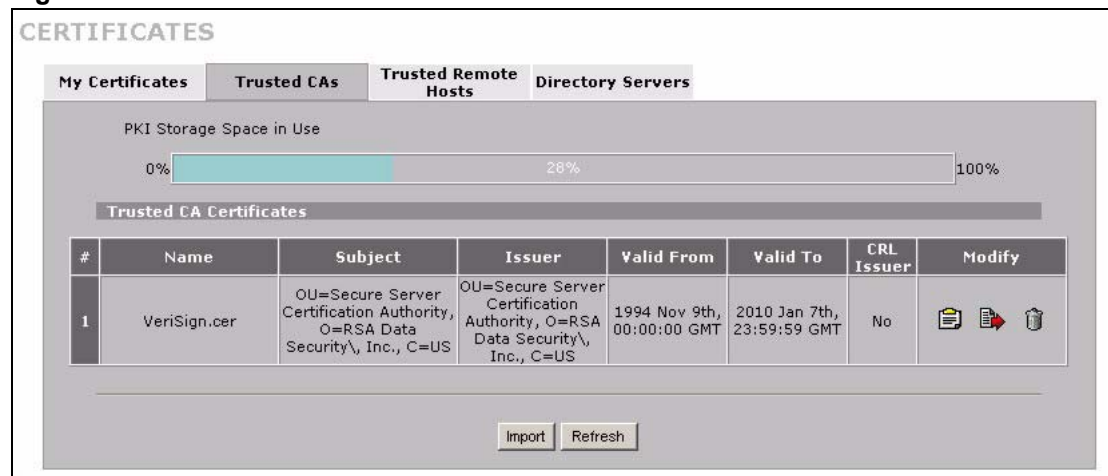 CERTIFICATES
My Certificates
Trusted CAs
Trusted Remote
Hosts
Directory Servers
PKI Storage Space in Use
0%
28%
100%
Trusted CA Certificates
#
Name
Subject
Issuer
Valid From
Valid To
CRL
Issuer
Modify
1
VeriSign.cer
OU=Secure Server
Certification Authority,
O=RSA Data
Security\, Inc., C=US
OU=Secure Server
Certification
Authority, O=RSA
Data Security\,
Inc., C=US
1994 Nov 9th,
00:00:00 GMT
2010 Jan 7th,
23:59:59 GMT
No
Import
Refresh